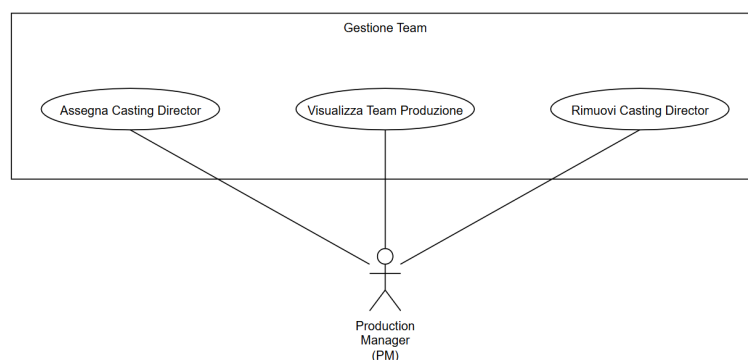 Gestione Team
Assegna Casting Director
Visualizza Team Produzione
Rimuovi Casting Director
Production
Manager
(PM)